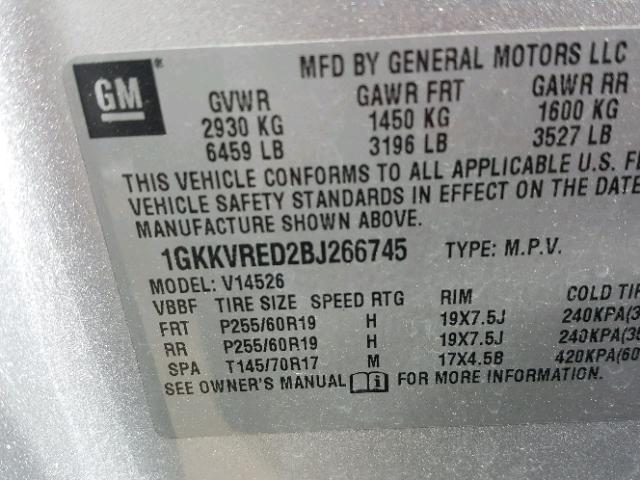 GM
MFD BY GENERAL MOTORS LLC
GVWR GAWR FRT GAWR RR
2930 KG 1450 KG 1600 KG
6459 LB 3196 LB 3527 LB
THIS VEHICLE CONFORMS TO ALL APPLICABLE U.S. F
VEHICLE SAFETY STANDARDS IN EFFECT ON THE DATE
MANUFACTURE SHOWN ABOVE.
1GKKVRED2BJ266745 TYPE: M.P.V.
MODEL: V14526
VBBF TIRE SIZE SPEED RTG RIM COLD TIR
FRT P255/60R19 H 19X7.5J 240KPA(3
RR P255/60R19 H 19X7.5J 240KPA(35
SPA T145/70R17 M 17X4.5B 420KPA(60
SEE OWNER'S MANUAL FOR MORE INFORMATION.